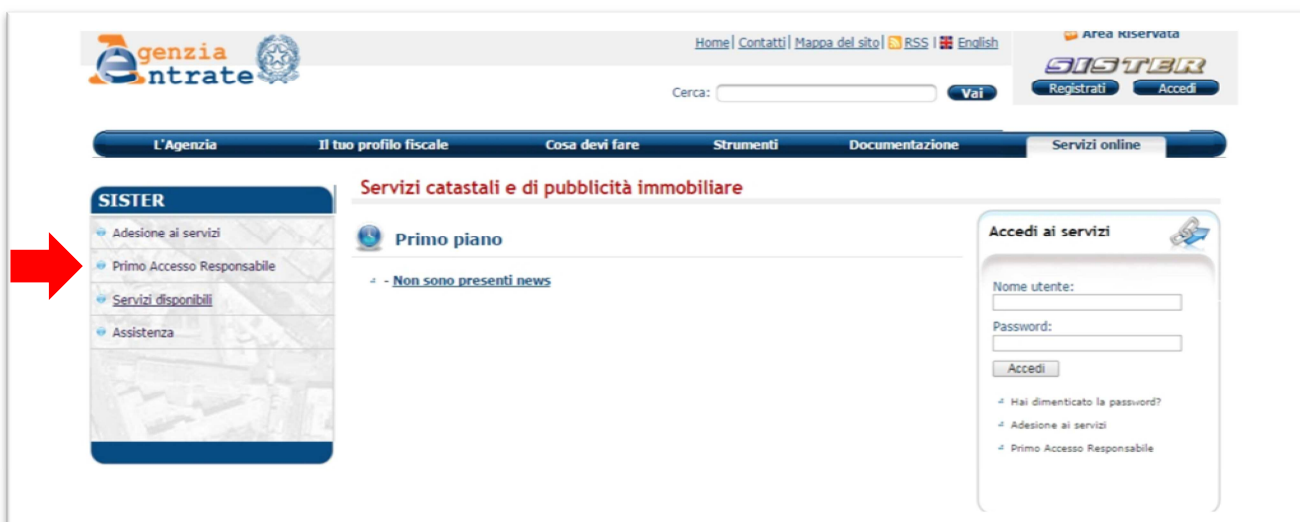 Agenzia
Entrate
Home | Contatti | Mappa del sito | RSS | English
Area Riservata
SISTER
Registrati Accedi
Cerca: Vai
L'Agenzia Il tuo profilo fiscale Cosa devi fare Strumenti Documentazione Servizi online
SISTER
Adesione ai servizi
Primo Accesso Responsabile
Servizi disponibili
Assistenza
Servizi catastali e di pubblicità immobiliare
Primo piano
- Non sono presenti news
Accedi ai servizi
Nome utente:
Password:
Accedi
Hai dimenticato la password?
Adesione ai servizi
Primo Accesso Responsabile